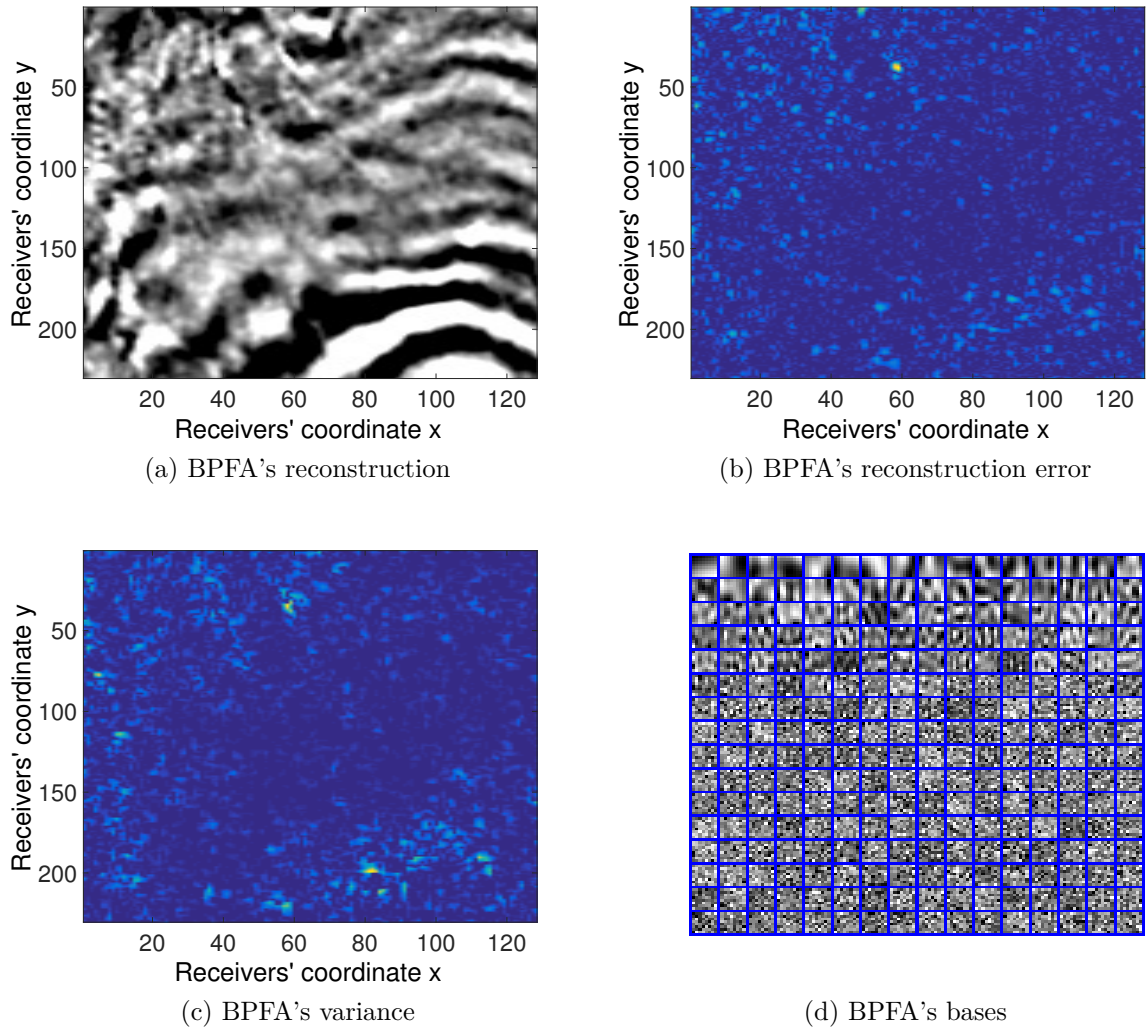 50
100
150
200
Receivers' coordinate y
20 40 60 80 100 120
Receivers' coordinate x
(a) BPFA's reconstruction
50
100
150
200
Receivers' coordinate y
20 40 60 80 100 120
Receivers' coordinate x
(b) BPFA's reconstruction error
50
100
150
200
Receivers' coordinate y
20 40 60 80 100 120
Receivers' coordinate x
(c) BPFA's variance
(d) BPFA's bases